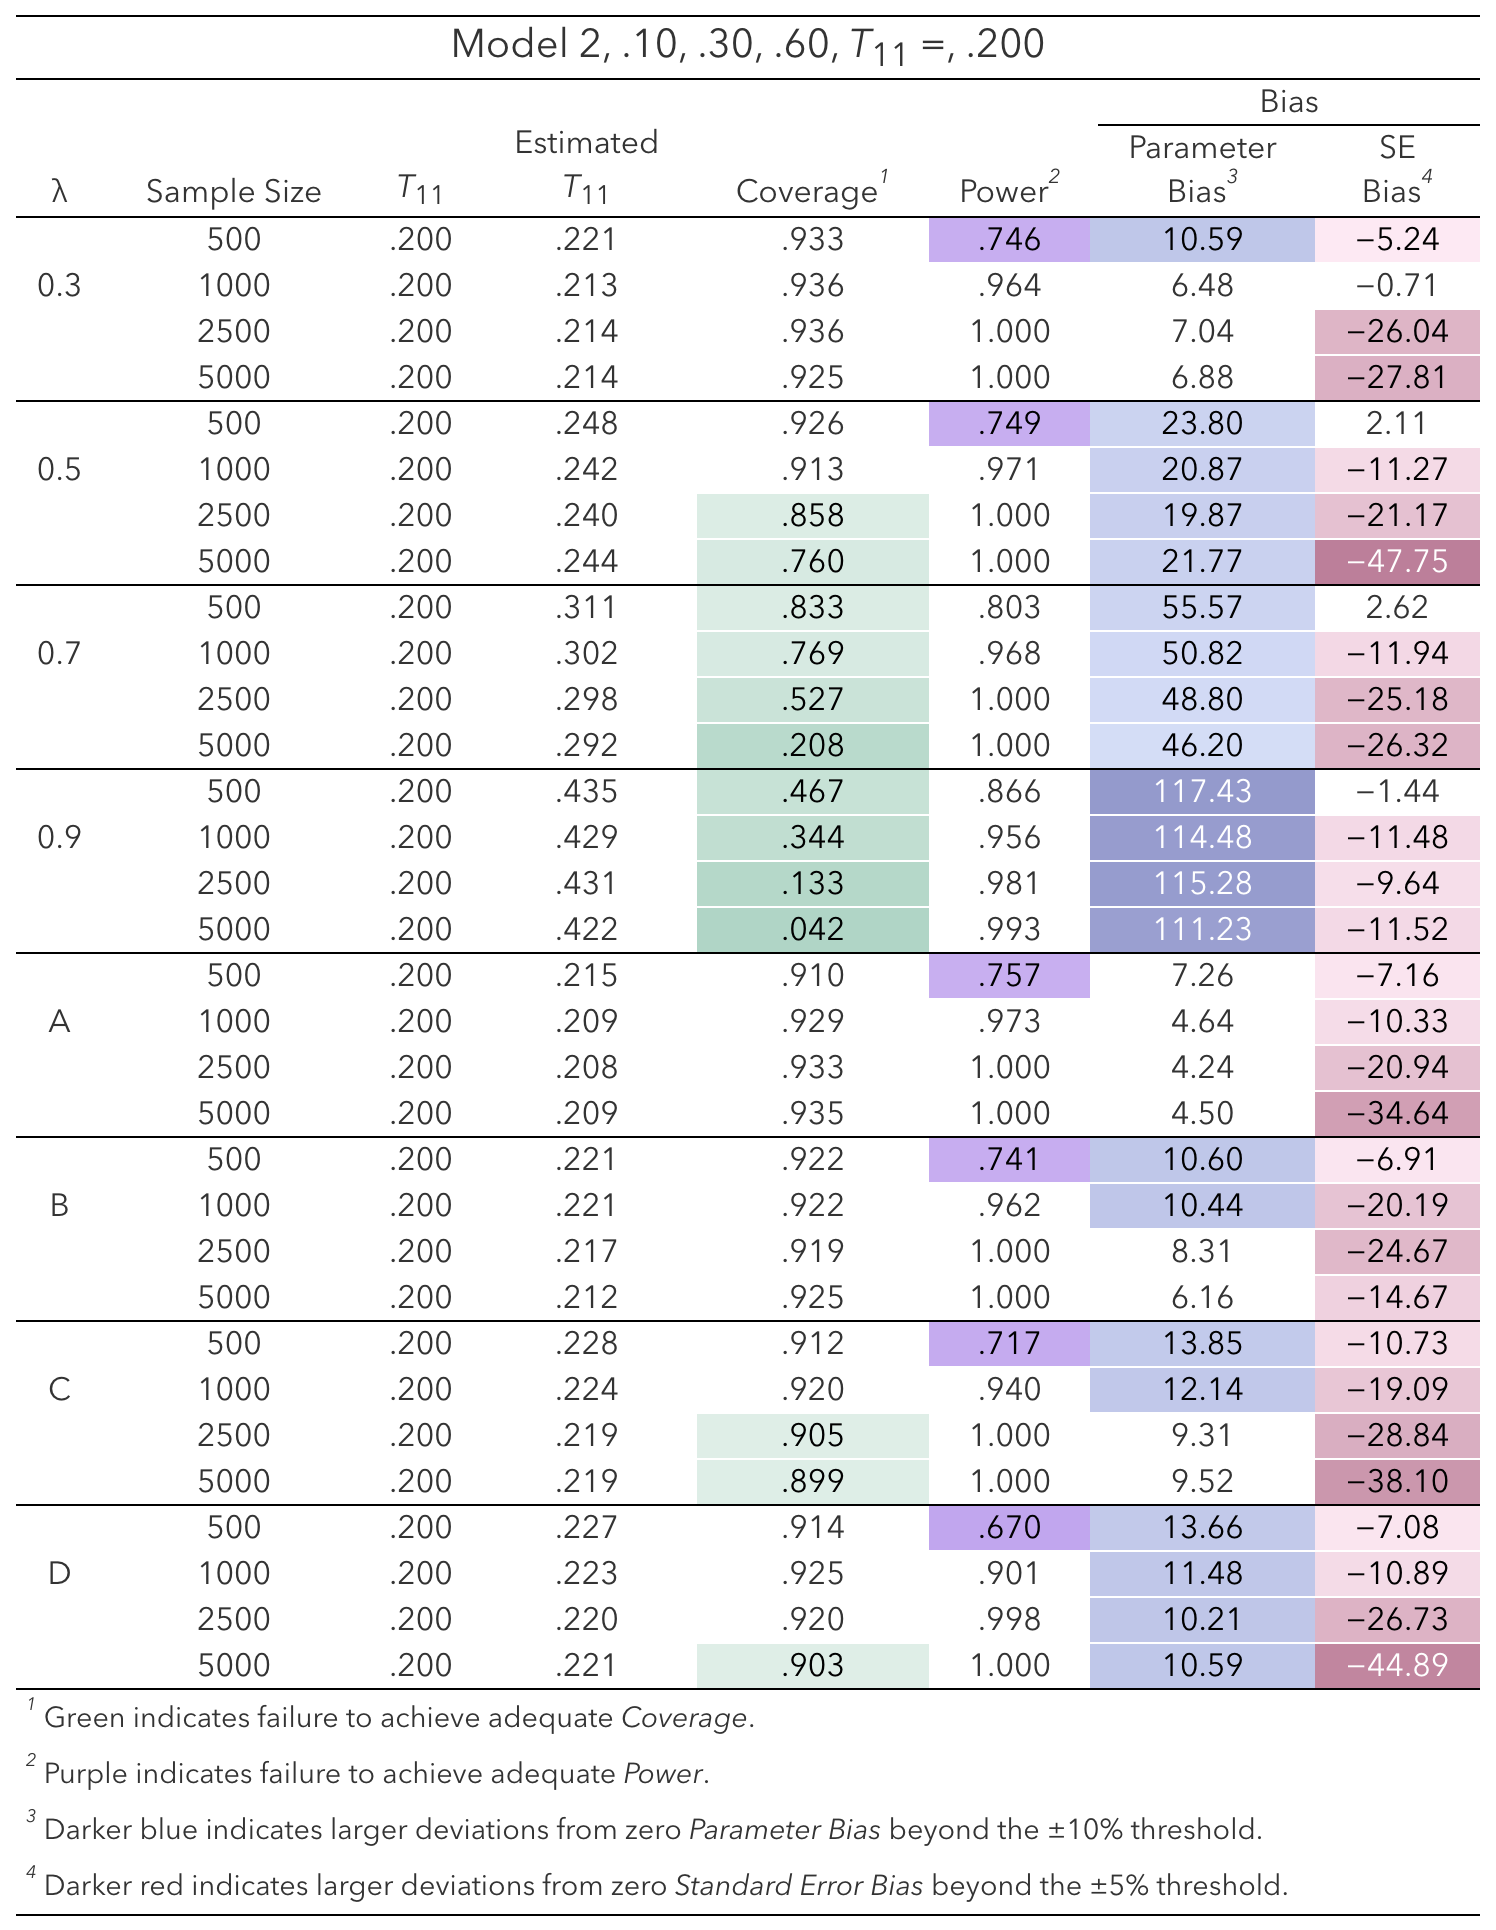 Model 2, .10, .30, .60, T11 =, .200
Bias
Estimated Parameter SE
λ Sample Size T11 T11 Coverage1 Power2 Bias3 Bias4
500 .200 .221 .933 .746 10.59 −5.24
0.3 1000 .200 .213 .936 .964 6.48 −0.71
2500 .200 .214 .936 1.000 7.04 −26.04
5000 .200 .214 .925 1.000 6.88 −27.81
500 .200 .248 .926 .749 23.80 2.11
0.5 1000 .200 .242 .913 .971 20.87 −11.27
2500 .200 .240 .858 1.000 19.87 −21.17
5000 .200 .244 .760 1.000 21.77 −47.75
500 .200 .311 .833 .803 55.57 2.62
0.7 1000 .200 .302 .769 .968 50.82 −11.94
2500 .200 .298 .527 1.000 48.80 −25.18
5000 .200 .292 .208 1.000 46.20 −26.32
500 .200 .435 .467 .866 117.43 −1.44
0.9 1000 .200 .429 .344 .956 114.48 −11.48
2500 .200 .431 .133 .981 115.28 −9.64
5000 .200 .422 .042 .993 111.23 −11.52
500 .200 .215 .910 .757 7.26 −7.16
A 1000 .200 .209 .929 .973 4.64 −10.33
2500 .200 .208 .933 1.000 4.24 −20.94
5000 .200 .209 .935 1.000 4.50 −34.64
500 .200 .221 .922 .741 10.60 −6.91
B 1000 .200 .221 .922 .962 10.44 −20.19
2500 .200 .217 .919 1.000 8.31 −24.67
5000 .200 .212 .925 1.000 6.16 −14.67
500 .200 .228 .912 .717 13.85 −10.73
C 1000 .200 .224 .920 .940 12.14 −19.09
2500 .200 .219 .905 1.000 9.31 −28.84
5000 .200 .219 .899 1.000 9.52 −38.10
500 .200 .227 .914 .670 13.66 −7.08
D 1000 .200 .223 .925 .901 11.48 −10.89
2500 .200 .220 .920 .998 10.21 −26.73
5000 .200 .221 .903 1.000 10.59 −44.89
1 Green indicates failure to achieve adequate Coverage.
2 Purple indicates failure to achieve adequate Power.
3 Darker blue indicates larger deviations from zero Parameter Bias beyond the ±10% threshold.
4 Darker red indicates larger deviations from zero Standard Error Bias beyond the ±5% threshold.